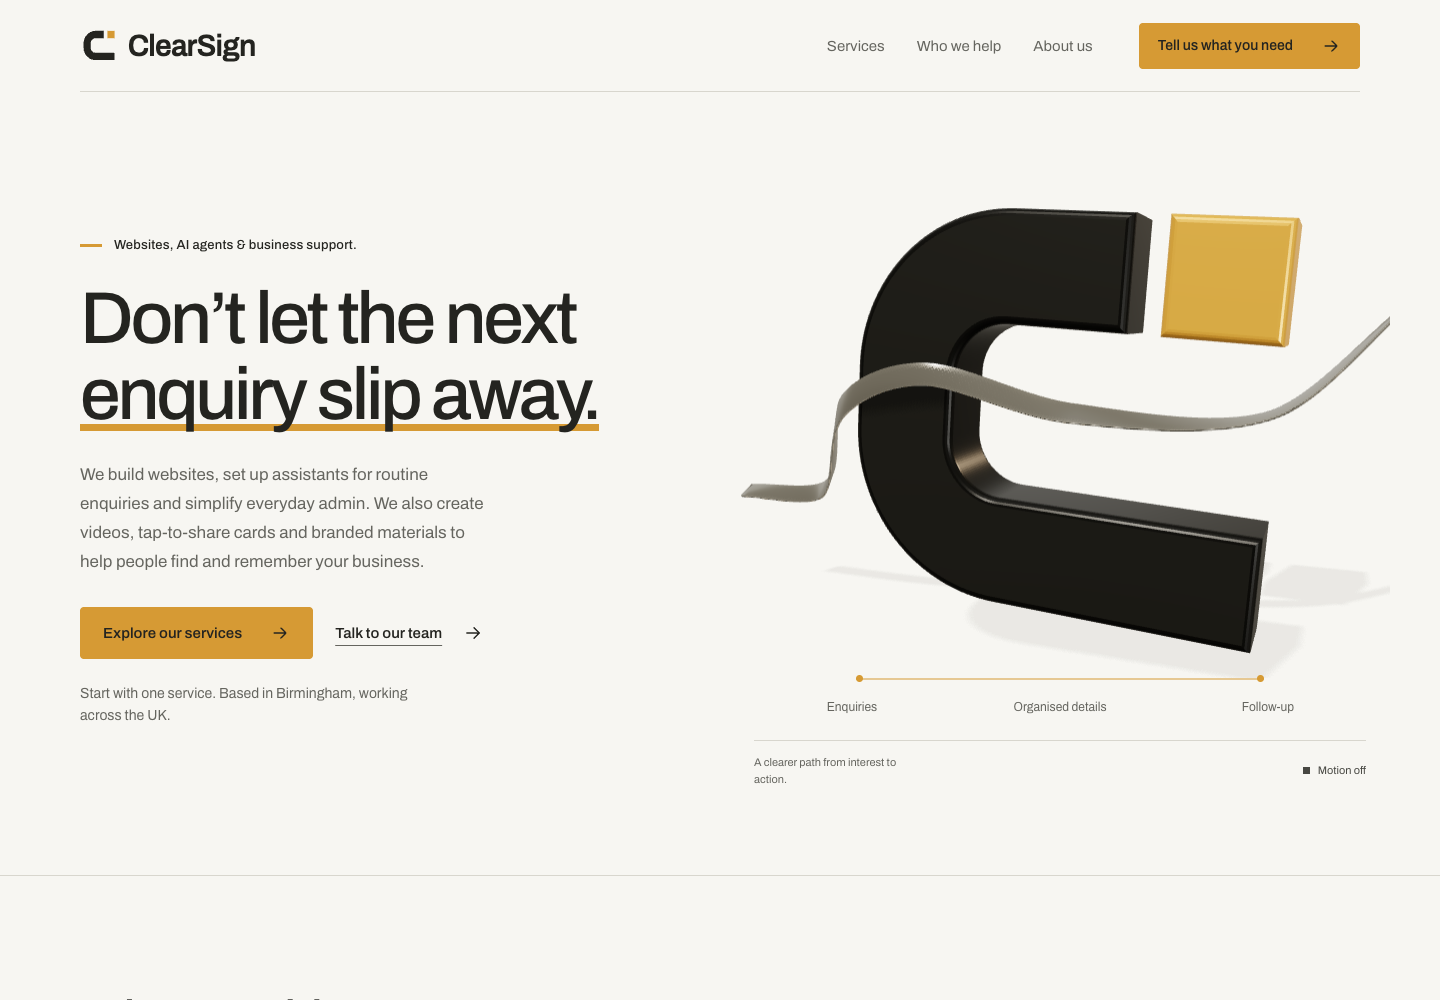 ClearSign
Services
Who we help
About us
Tell us what you need
Websites, AI agents & business support.
Don’t let the next
enquiry slip away.
We build websites, set up assistants for routine
enquiries and simplify everyday admin. We also create
videos, tap-to-share cards and branded materials to
help people find and remember your business.
Explore our services
Talk to our team
Start with one service. Based in Birmingham, working
across the UK.
Enquiries
Organised details
Follow-up
A clearer path from interest to
action.
Motion off